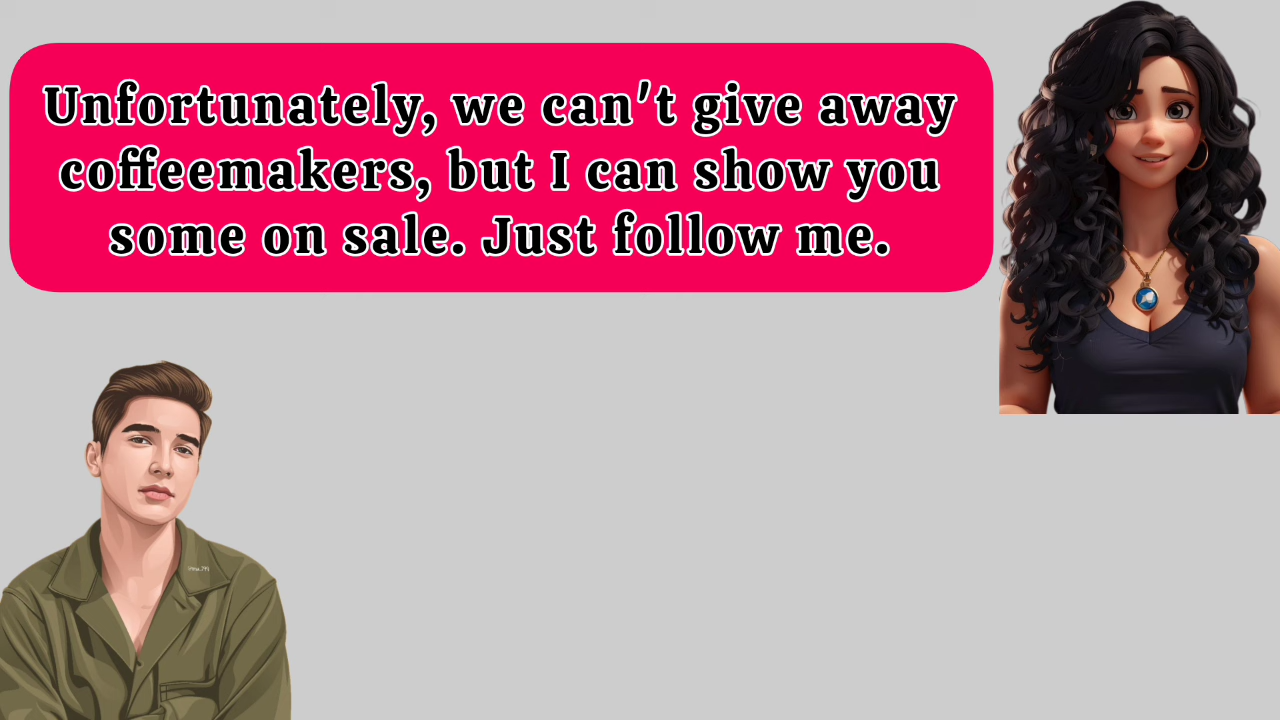 Unfortunately, we can't give away
coffeemakers, but I can show you
some on sale. Just follow me.